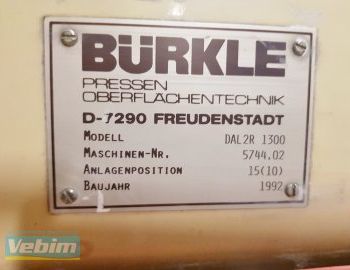 BÜRKLE
PRESSEN
OBERFLÄCHENTECHNIK
D-7290 FREUDENSTADT
MODELL DAL2R 1300
MASCHINEN-NR. 5744.02
ANLAGENPOSITION 15(10)
BAUJAHR 1992
Vebim